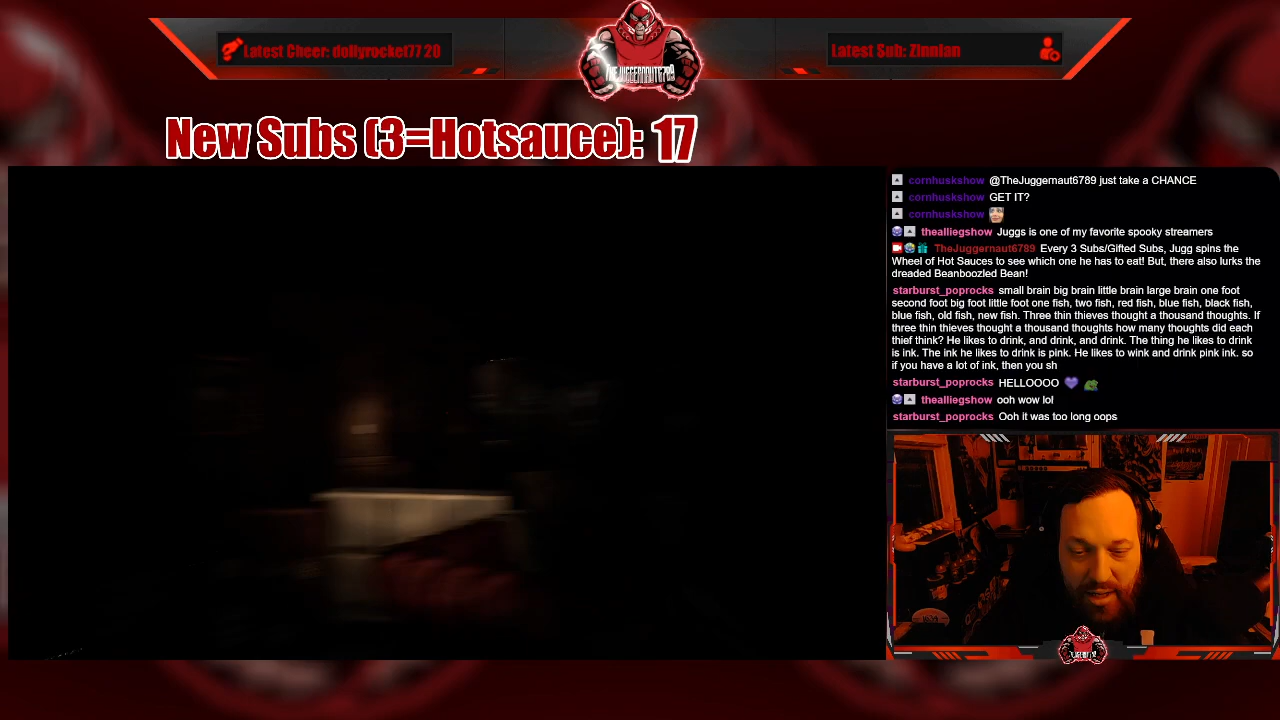 Latest Cheer: dollyrocket77 20
THEJUGGERNAUT6789
Latest Sub: Zinnian
New Subs (3=Hotsauce): 17
cornhuskshow @TheJuggernaut6789 just take a CHANCE
cornhuskshow GET IT?
cornhuskshow
thealliegshow Juggs is one of my favorite spooky streamers
TheJuggernaut6789 Every 3 Subs/Gifted Subs, Jugg spins the
Wheel of Hot Sauces to see which one he has to eat! But, there also lurks the
dreaded Beanboozled Bean!
starburst_poprocks small brain big brain little brain large brain one foot
second foot big foot little foot one fish, two fish, red fish, blue fish, black fish,
blue fish, old fish, new fish. Three thin thieves thought a thousand thoughts. If
three thin thieves thought a thousand thoughts how many thoughts did each
thief think? He likes to drink, and drink, and drink. The thing he likes to drink
is ink. The ink he likes to drink is pink. He likes to wink and drink pink ink. so
if you have a lot of ink, then you sh
starburst_poprocks HELLOOOO
thealliegshow ooh wow lol
starburst_poprocks Ooh it was too long oops